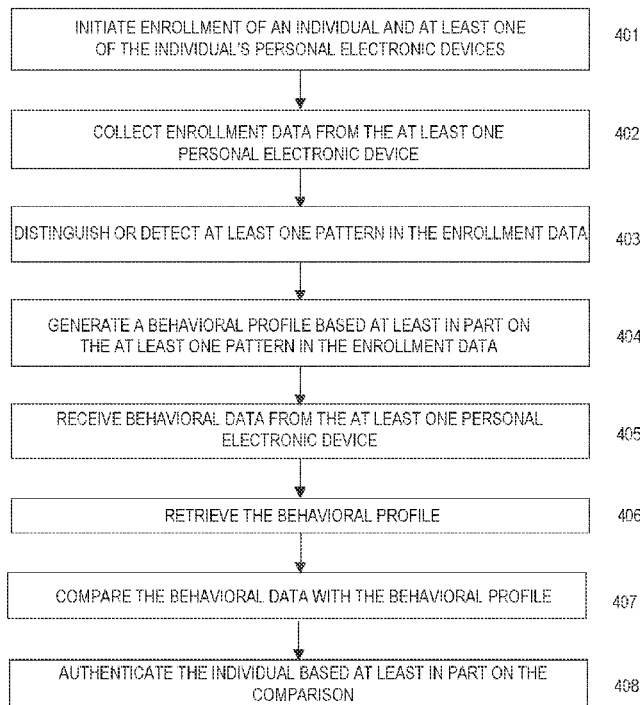 INITIATE ENROLLMENT OF AN INDIVIDUAL AND AT LEAST ONE
OF THE INDIVIDUAL'S PERSONAL ELECTRONIC DEVICES
401
COLLECT ENROLLMENT DATA FROM THE AT LEAST ONE
PERSONAL ELECTRONIC DEVICE
402
DISTINGUISH OR DETECT AT LEAST ONE PATTERN IN THE ENROLLMENT DATA
403
GENERATE A BEHAVIORAL PROFILE BASED AT LEAST IN PART ON
THE AT LEAST ONE PATTERN IN THE ENROLLMENT DATA
404
RECEIVE BEHAVIORAL DATA FROM THE AT LEAST ONE PERSONAL
ELECTRONIC DEVICE
405
RETRIEVE THE BEHAVIORAL PROFILE
406
COMPARE THE BEHAVIORAL DATA WITH THE BEHAVIORAL PROFILE
407
AUTHENTICATE THE INDIVIDUAL BASED AT LEAST IN PART ON THE
COMPARISON
408